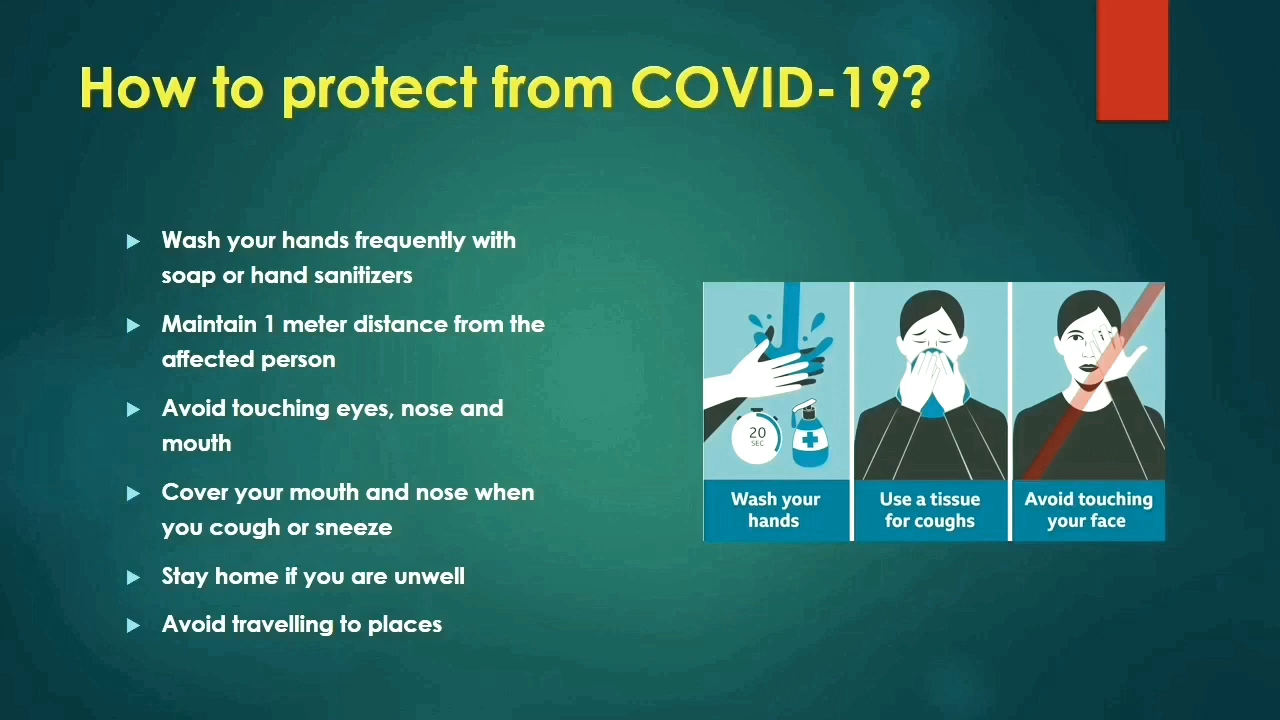 How to protect from COVID-19?
Wash your hands frequently with
soap or hand sanitizers
Maintain 1 meter distance from the
affected person
Avoid touching eyes, nose and
mouth
Cover your mouth and nose when
you cough or sneeze
Stay home if you are unwell
Avoid travelling to places
20
SEC
Wash your
hands
Use a tissue
for coughs
Avoid touching
your face